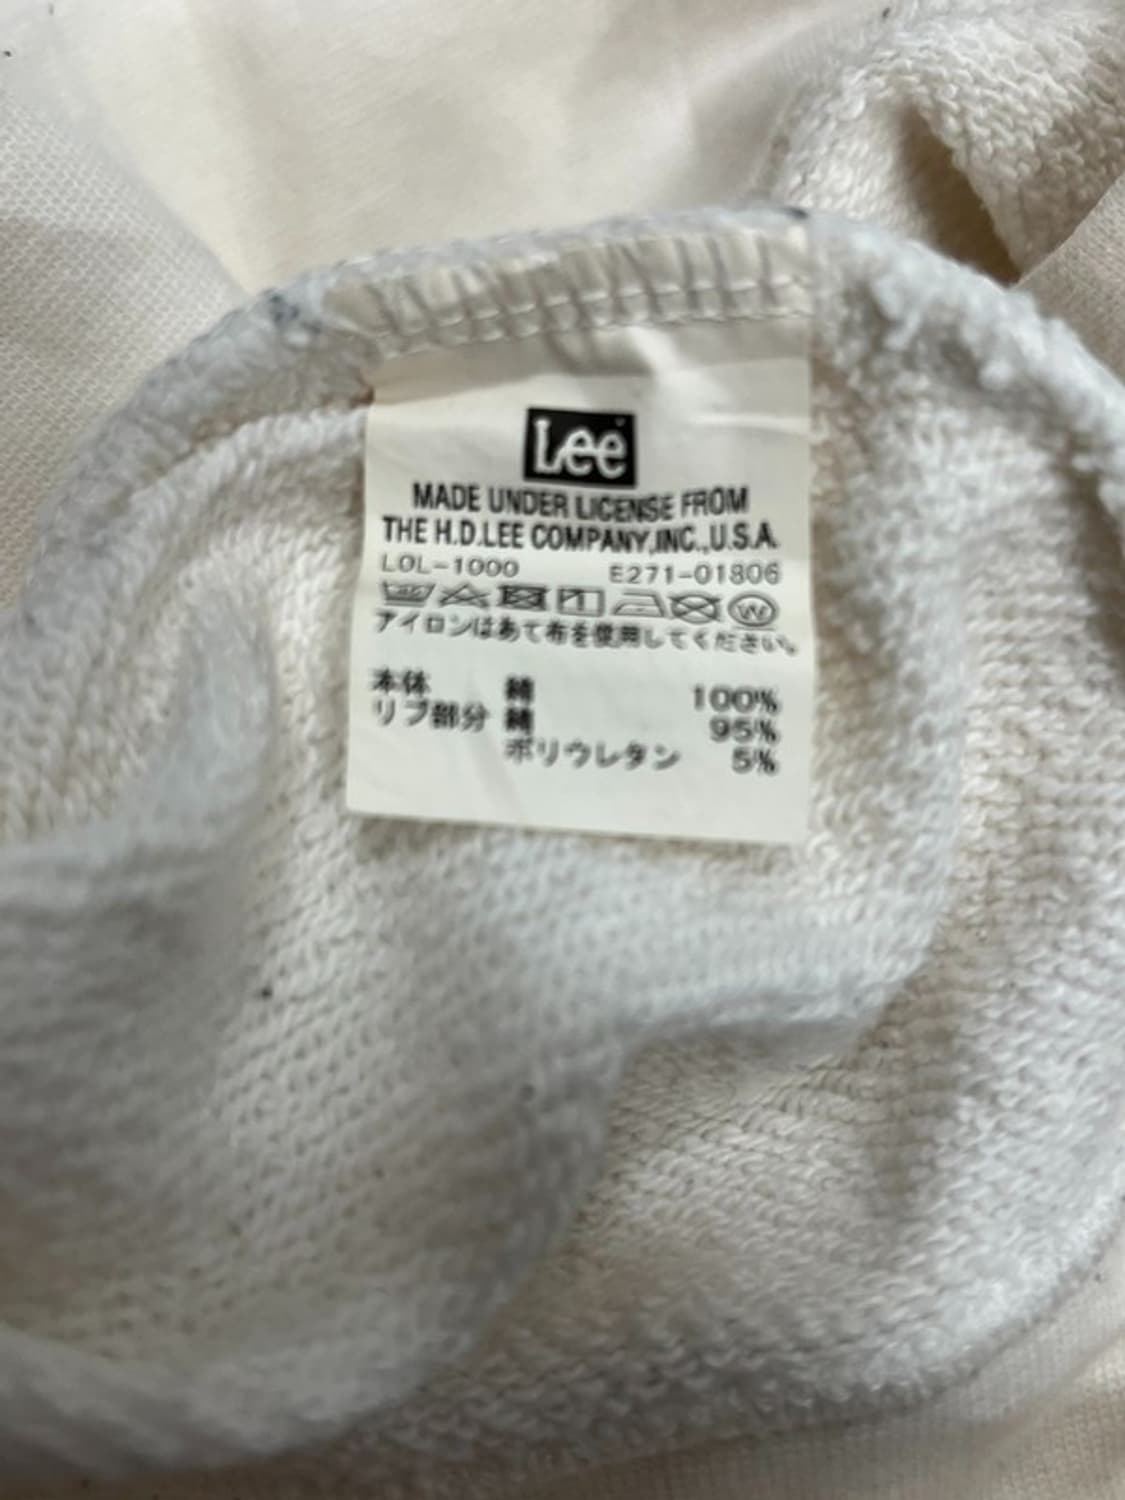 Lee
MADE UNDER LICENSE FROM
THE H.D.LEE COMPANY,INC.,U.S.A.
LOL-1000 E271-01806
W
アイロンはあて布を使用してください。
本体 綿 100%
リブ部分 綿 95%
ポリウレタン 5%